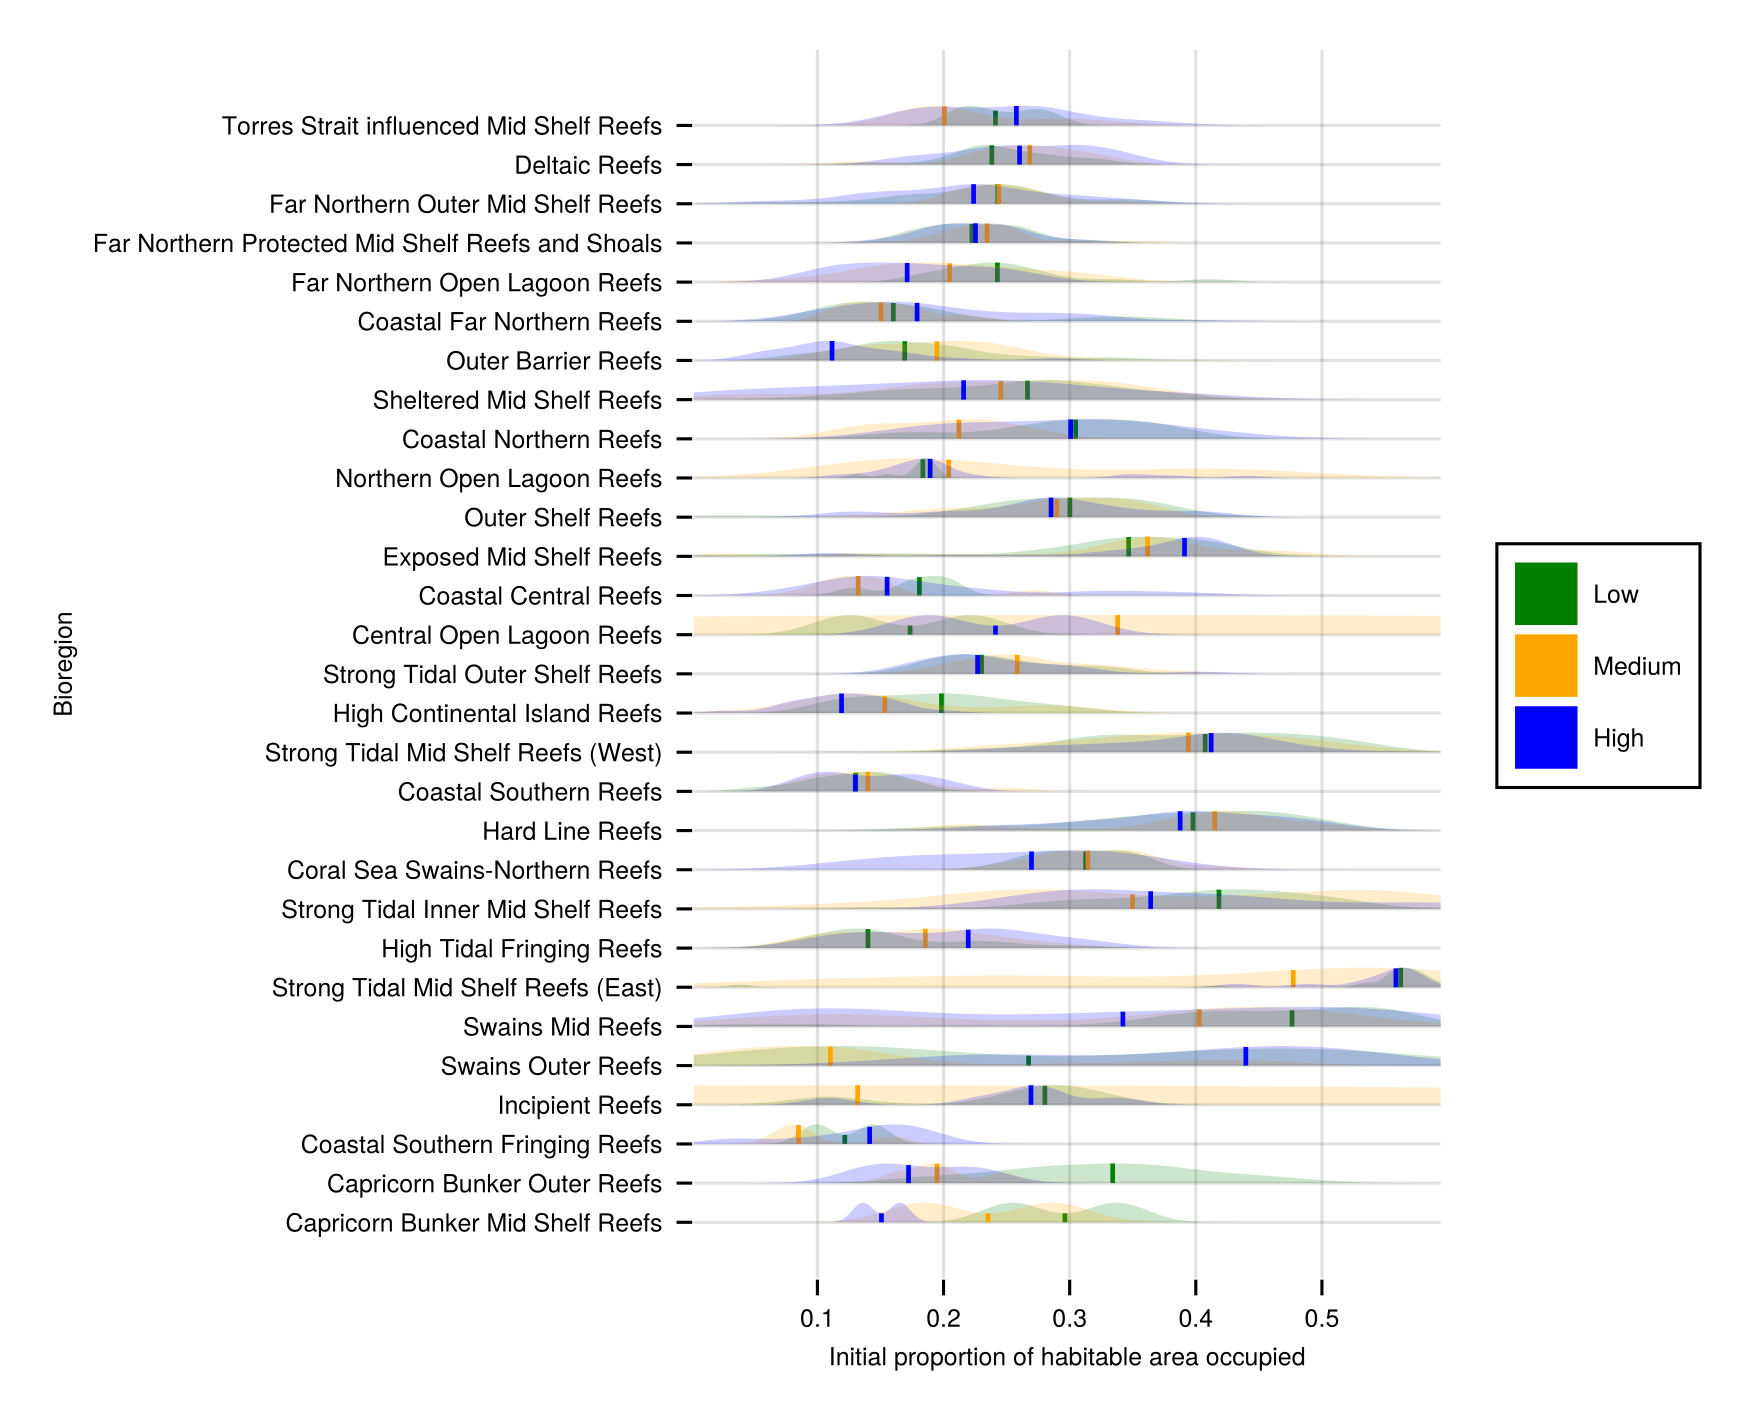 Torres Strait influenced Mid Shelf Reefs
Deltaic Reefs
Far Northern Outer Mid Shelf Reefs
Far Northern Protected Mid Shelf Reefs and Shoals
Far Northern Open Lagoon Reefs
Coastal Far Northern Reefs
Outer Barrier Reefs
Sheltered Mid Shelf Reefs
Coastal Northern Reefs
Northern Open Lagoon Reefs
Outer Shelf Reefs
Exposed Mid Shelf Reefs
Coastal Central Reefs
Central Open Lagoon Reefs
Strong Tidal Outer Shelf Reefs
High Continental Island Reefs
Strong Tidal Mid Shelf Reefs (West)
Coastal Southern Reefs
Hard Line Reefs
Coral Sea Swains-Northern Reefs
Strong Tidal Inner Mid Shelf Reefs
High Tidal Fringing Reefs
Strong Tidal Mid Shelf Reefs (East)
Swains Mid Reefs
Swains Outer Reefs
Incipient Reefs
Coastal Southern Fringing Reefs
Capricorn Bunker Outer Reefs
Capricorn Bunker Mid Shelf Reefs
Bioregion
0.1 0.2 0.3 0.4 0.5
Initial proportion of habitable area occupied
Low
Medium
High